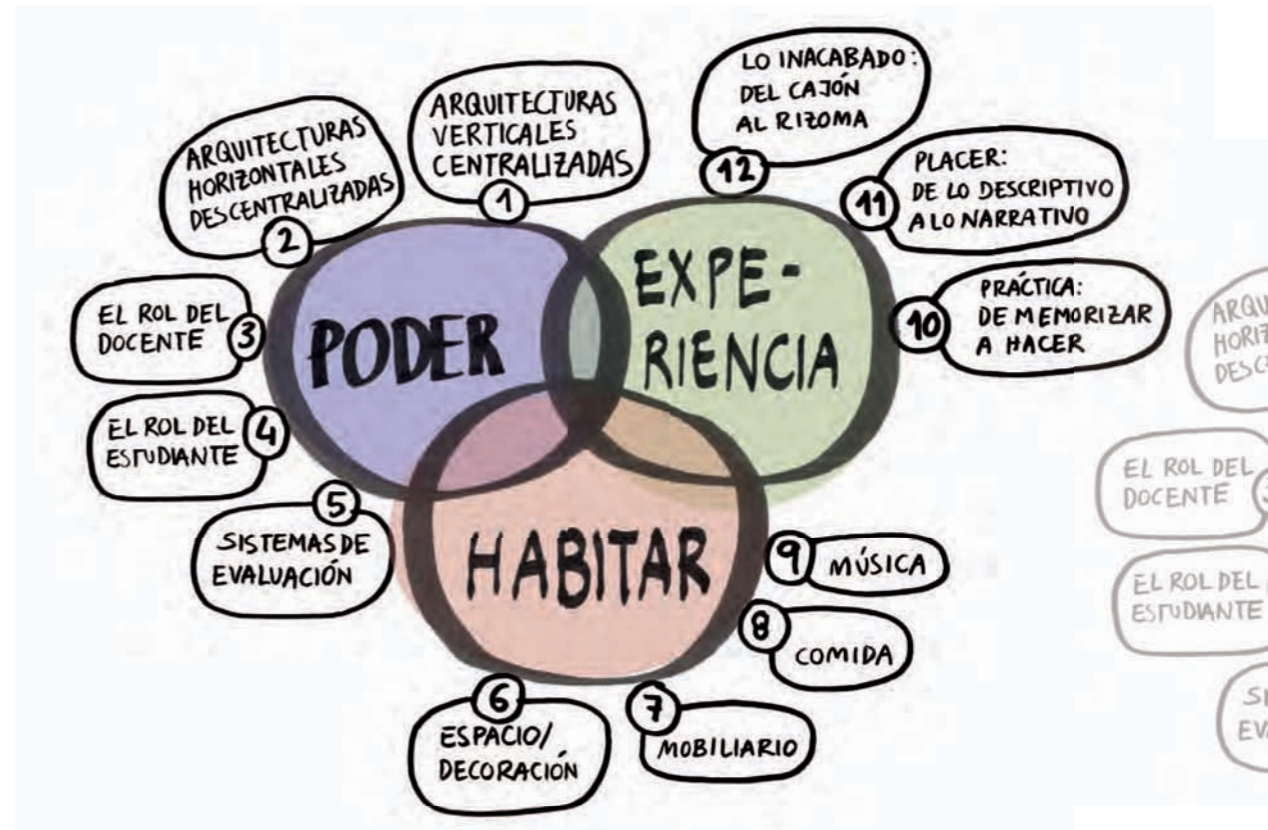 ARQUITECTURAS
VERTICALES
CENTRALIZADAS
1
ARQUITECTURAS
HORIZONTALES
DESCENTRALIZADAS
2
EL ROL DEL
DOCENTE
3
EL ROL DEL
ESTUDIANTE
4
5
SISTEMAS DE
EVALUACIÓN
PODER
EXPE-
RIENCIA
HABITAR
6
ESPACIO/
DECORACIÓN
7
MOBILIARIO
8
COMIDA
9
MÚSICA
10
PRÁCTICA:
DE MEMORIZAR
A HACER
11
PLACER:
DE LO DESCRIPTIVO
A LO NARRATIVO
LO INACABADO:
DEL CAJÓN
AL RIZOMA
12
EL ROL DEL
DOCENTE
EL ROL DEL
ESTUDIANTE